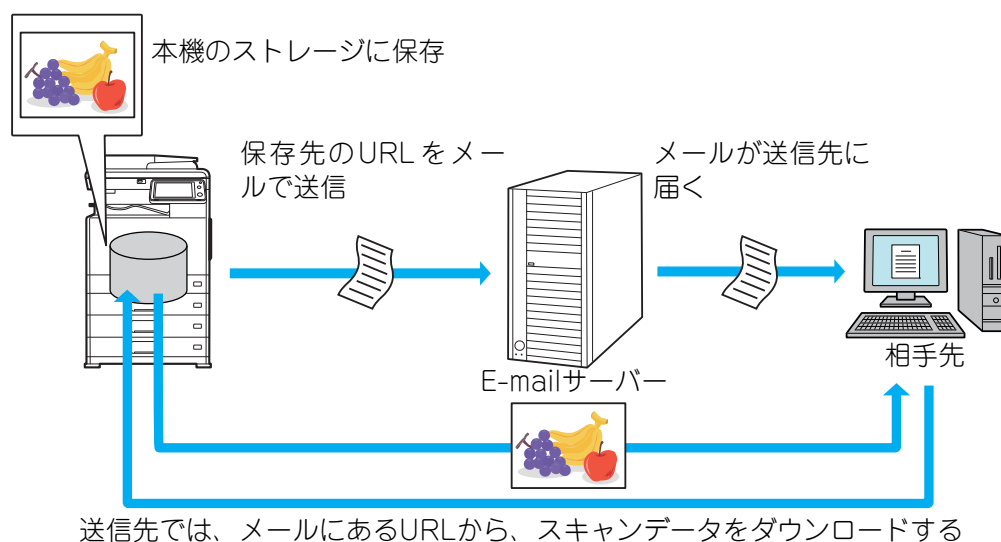 本機のストレージに保存
保存先のURLをメー
ルで送信
メールが送信先に
届く
相手先
E-mailサーバー
送信先では、メールにあるURLから、スキャンデータをダウンロードする